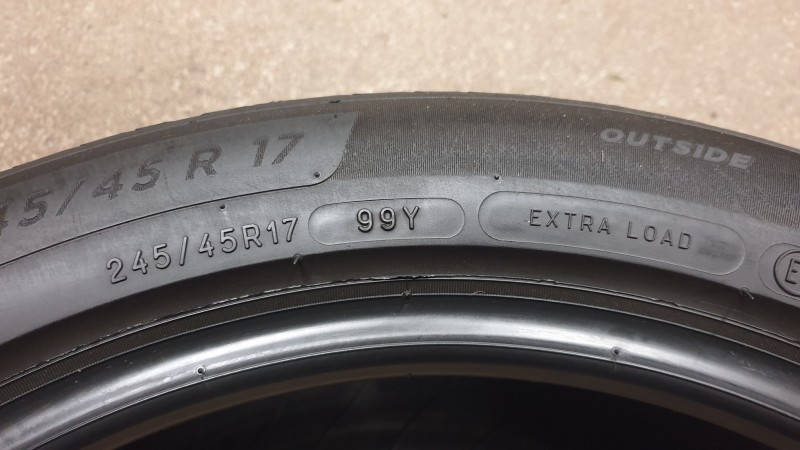 45/45 R 17
OUTSIDE
245/45R17 99Y EXTRA LOAD
E